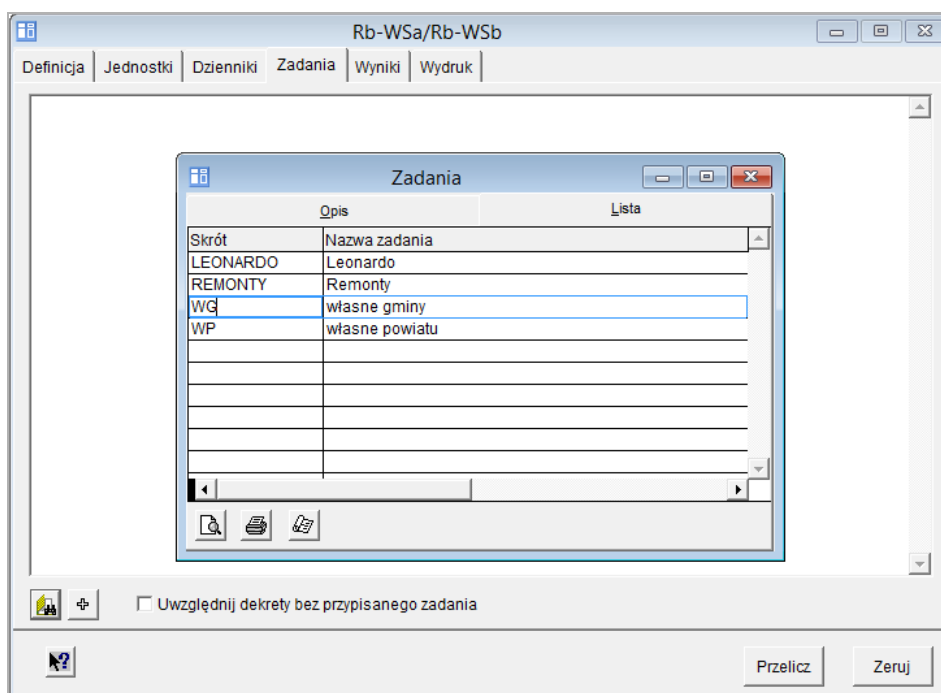 Rb-WSa/Rb-WSb
Definicja Jednostki Dzienniki Zadania Wyniki Wydruk
Zadania
Opis Lista
Skrót Nazwa zadania
LEONARDO Leonardo
REMONTY Remonty
WG własne gminy
WP własne powiatu
Uwzględnij dekrety bez przypisanego zadania
Przelicz Zeruj